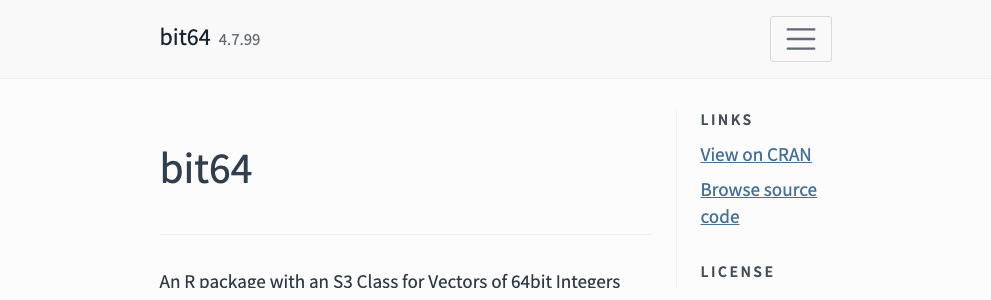 bit64 4.7.99
bit64
An R package with an S3 Class for Vectors of 64bit Integers
LINKS
View on CRAN
Browse source
code
LICENSE